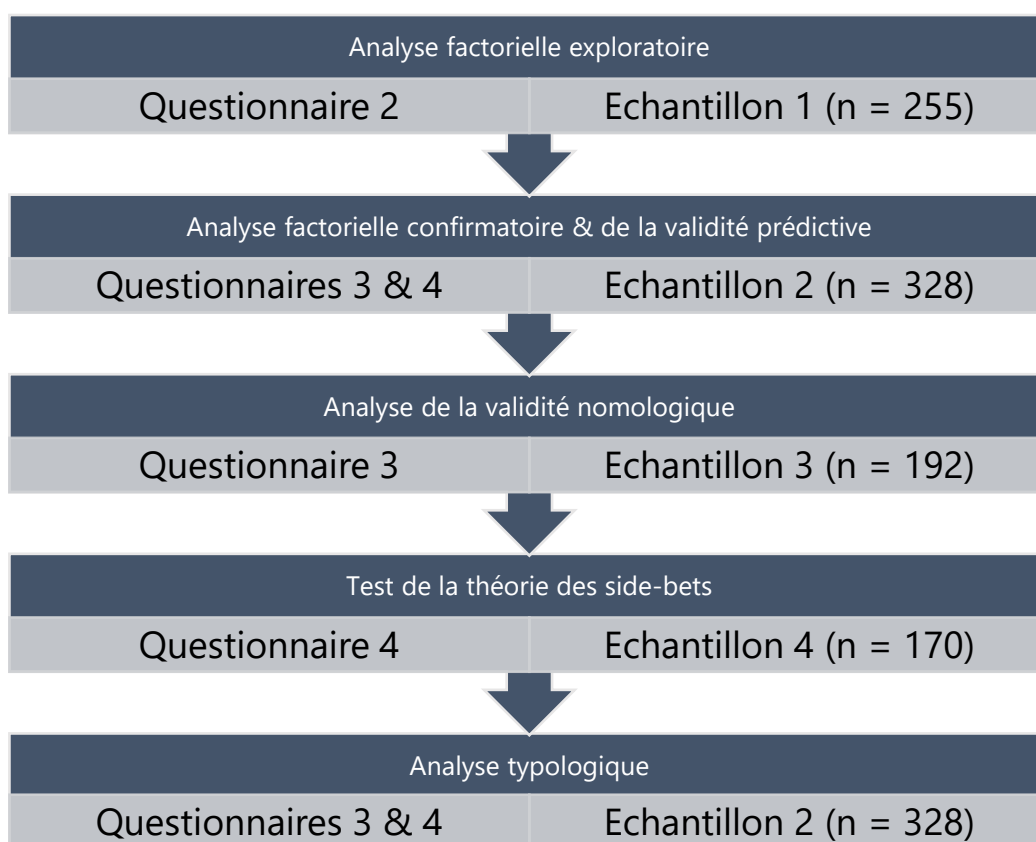 Analyse factorielle exploratoire
Questionnaire 2 Echantillon 1 (n = 255)
Analyse factorielle confirmatoire & de la validité prédictive
Questionnaires 3 & 4 Echantillon 2 (n = 328)
Analyse de la validité nomologique
Questionnaire 3 Echantillon 3 (n = 192)
Test de la théorie des side-bets
Questionnaire 4 Echantillon 4 (n = 170)
Analyse typologique
Questionnaires 3 & 4 Echantillon 2 (n = 328)